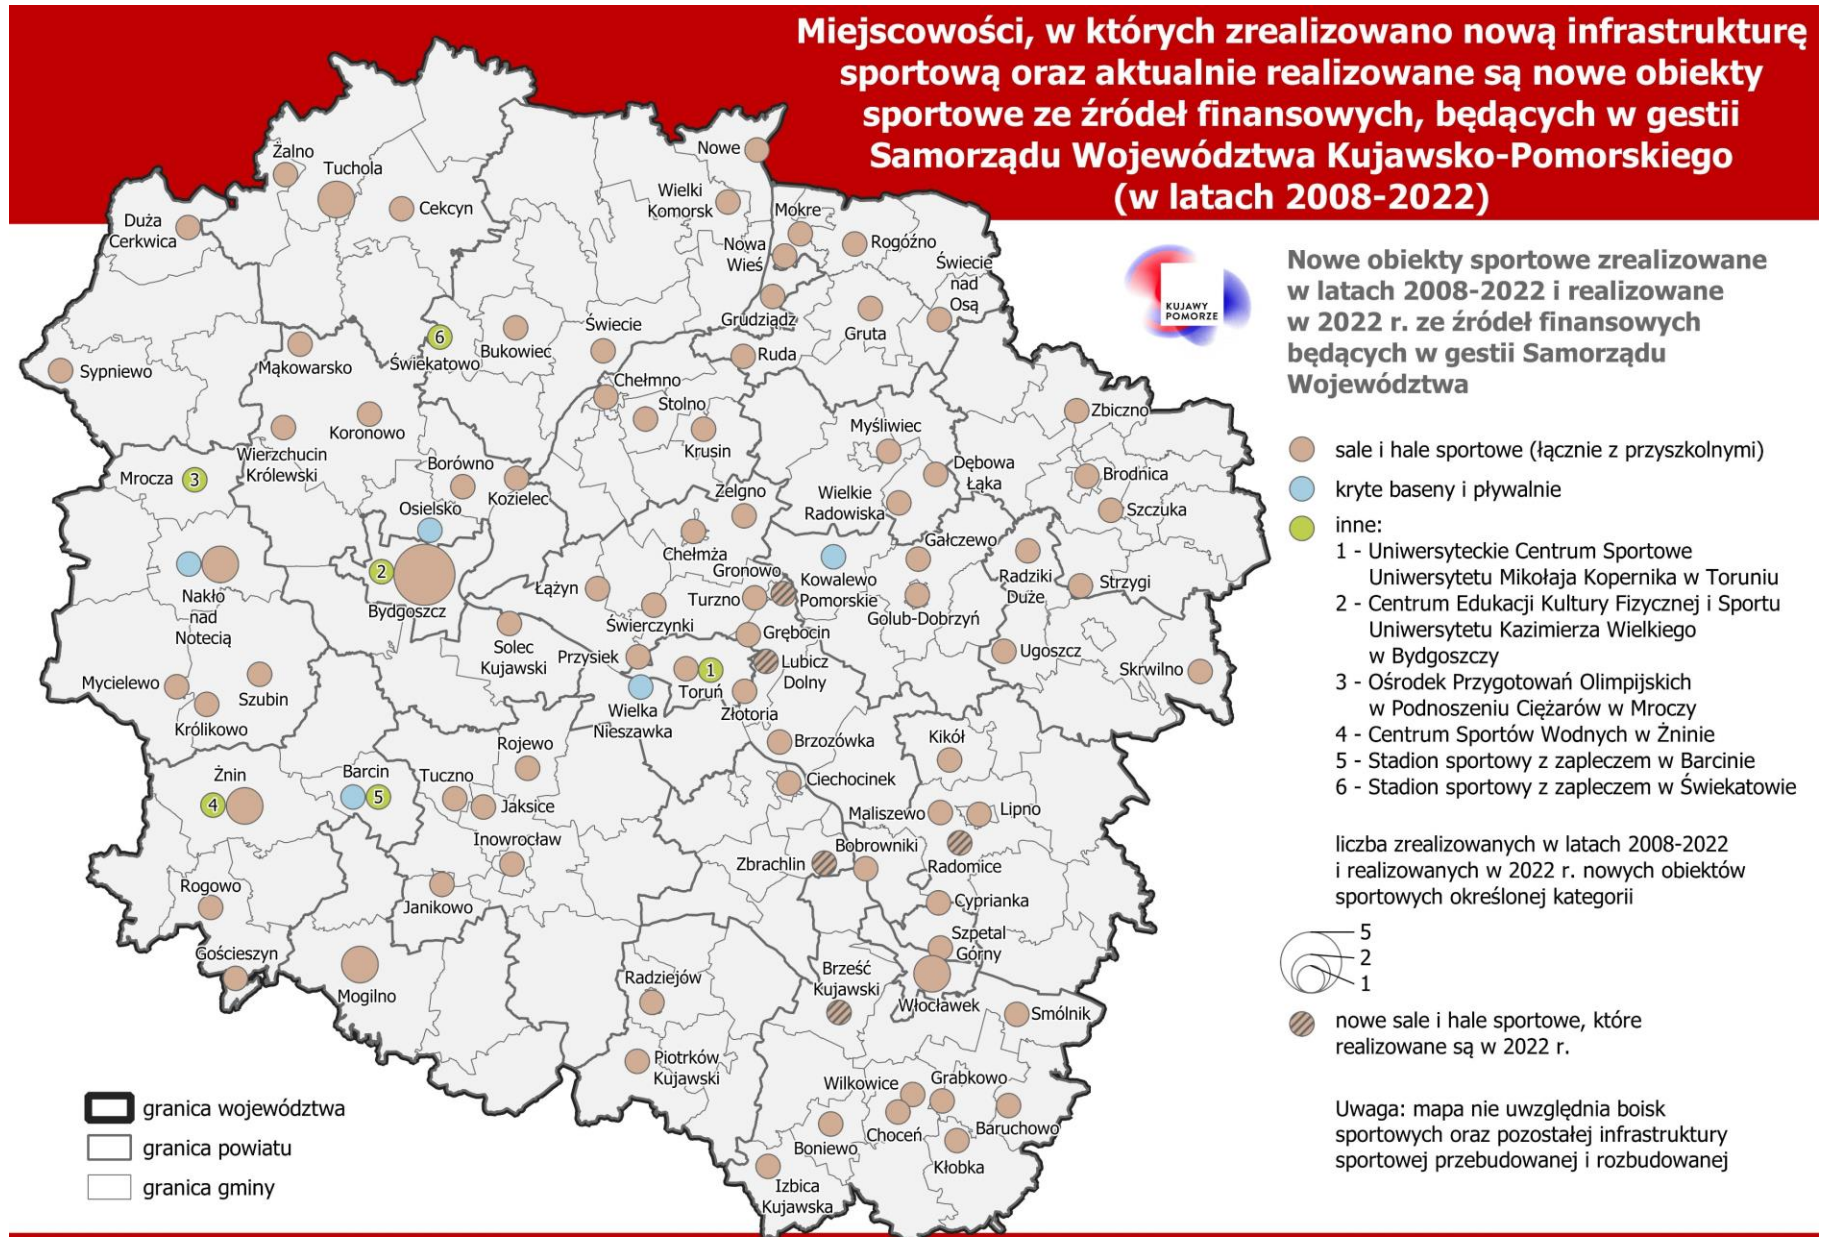 Miejscowości, w których zrealizowano nową infrastrukturę
sportową oraz aktualnie realizowane są nowe obiekty
sportowe ze źródeł finansowych, będących w gestii
Samorządu Województwa Kujawsko-Pomorskiego
(w latach 2008-2022)
KUJAWY
POMORZE
Nowe obiekty sportowe zrealizowane
w latach 2008-2022 i realizowane
w 2022 r. ze źródeł finansowych
będących w gestii Samorządu
Województwa
sale i hale sportowe (łącznie z przyszkolnymi)
kryte baseny i pływalnie
inne:
1 - Uniwersyteckie Centrum Sportowe
Uniwersytetu Mikołaja Kopernika w Toruniu
2 - Centrum Edukacji Kultury Fizycznej i Sportu
Uniwersytetu Kazimierza Wielkiego
w Bydgoszczy
3 - Ośrodek Przygotowań Olimpijskich
w Podnoszeniu Ciężarów w Mroczy
4 - Centrum Sportów Wodnych w Żninie
5 - Stadion sportowy z zapleczem w Barcinie
6 - Stadion sportowy z zapleczem w Świekatowie
liczba zrealizowanych w latach 2008-2022
i realizowanych w 2022 r. nowych obiektów
sportowych określonej kategorii
5
2
1
nowe sale i hale sportowe, które
realizowane są w 2022 r.
Uwaga: mapa nie uwzględnia boisk
sportowych oraz pozostałej infrastruktury
sportowej przebudowanej i rozbudowanej
granica województwa
granica powiatu
granica gminy
Nowe
Żalno
Tuchola
Cekcyn
Wielki
Komorsk
Duża
Cerkwica
Mokre
Nowa
Wieś
Rogóźno
Świecie
nad
Osą
Grudziądz
Gruta
Ruda
6
Świekatowo
Bukowiec
Świecie
Sypniewo
Mąkowarsko
Chełmno
Stolno
Krusin
Koronowo
Wierzchucin
Królewski
Zbiczno
Myśliwiec
Dębowa
Łąka
Brodnica
Szczuka
Wielkie
Radowiska
Mrocza
3
Borówno
Kozielec
Osielsko
Zelgno
Chełmża
Gronowo
Kowalewo
Pomorskie
Gałczewo
Golub-Dobrzyń
Radziki
Duże
Strzygi
2
Bydgoszcz
Nakło
nad
Notecią
Łążyn
Świerczynki
Turzno
Grębocin
Solec
Kujawski
Przysiek
1
Toruń
Lubicz
Dolny
Złotoria
Wielka
Nieszawka
Ugoszcz
Skrwilno
Mycielewo
Królikowo
Szubin
Brzozówka
Kikół
Rojewo
Ciechocinek
Żnin
4
Barcin
5
Tuczno
Jaksice
Inowrocław
Maliszewo
Lipno
Radomice
Zbrachlin
Bobrowniki
Rogowo
Janikowo
Cyprianka
Szpetal
Górny
Gościeszyn
Mogilno
Radziejów
Brześć
Kujawski
Włocławek
Smólnik
Piotrków
Kujawski
Wilkowice
Grabkowo
Choceń
Baruchowo
Boniewo
Kłobka
Izbica
Kujawska